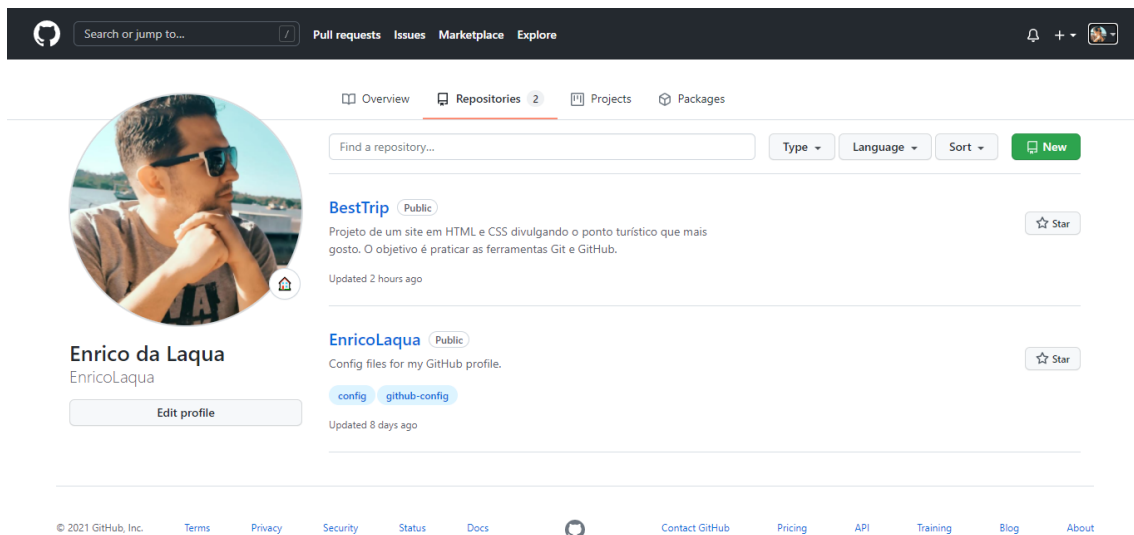 Search or jump to... /
Pull requests Issues Marketplace Explore
Overview Repositories 2 Projects Packages
Find a repository... Type Language Sort New
BestTrip Public
Star
Projeto de um site em HTML e CSS divulgando o ponto turístico que mais
gosto. O objetivo é praticar as ferramentas Git e GitHub.
Updated 2 hours ago
Enrico da Laqua
EnricoLaqua
Edit profile
EnricoLaqua Public
Star
Config files for my GitHub profile.
config github-config
Updated 8 days ago
© 2021 GitHub, Inc. Terms Privacy Security Status Docs Contact GitHub Pricing API Training Blog About